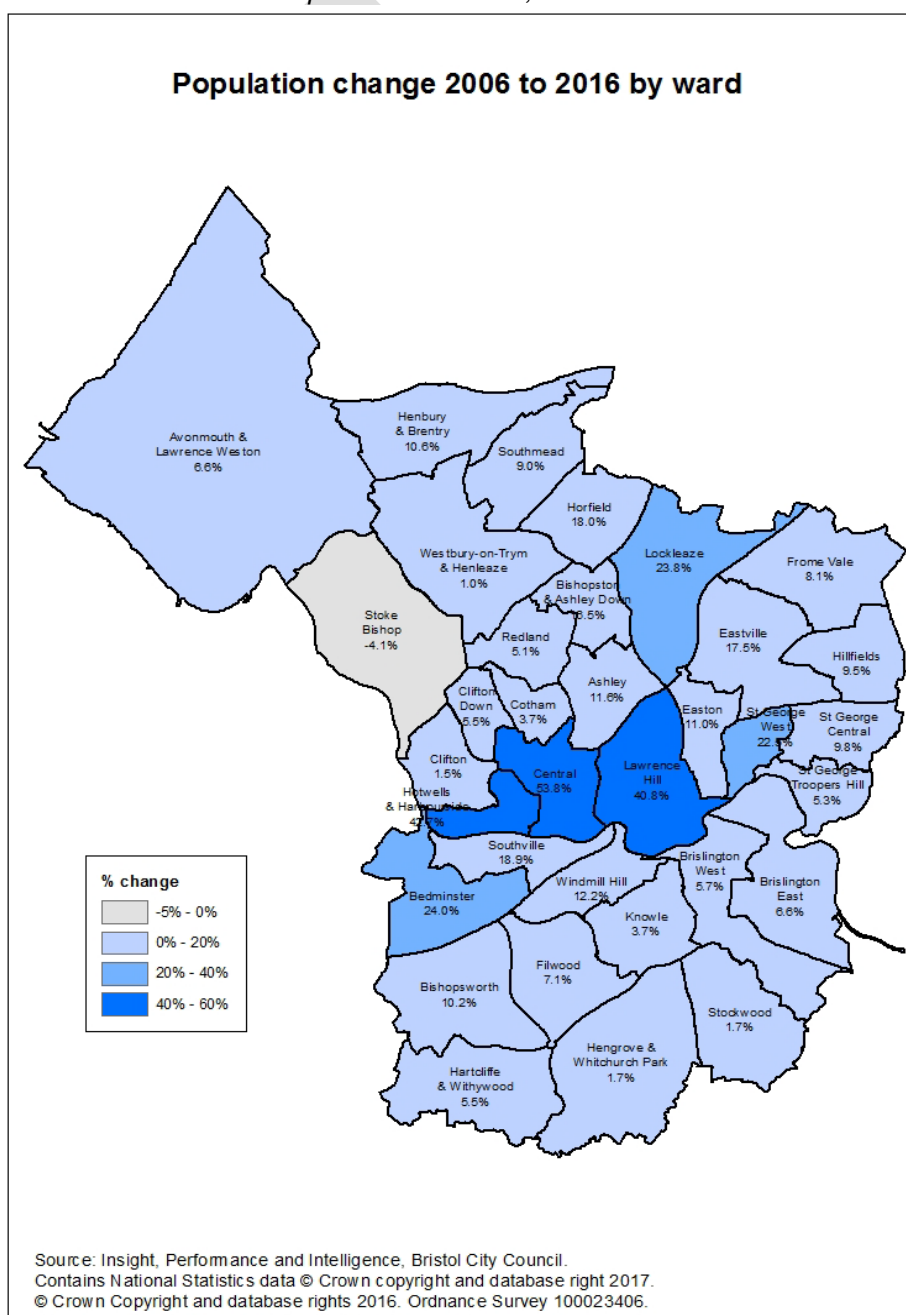 Population change 2006 to 2016 by ward
Avonmouth &
Lawrence Weston
6.6%
Henbury
& Brentry
10.6%
Southmead
9.0%
Horfield
18.0%
Lockleaze
23.8%
Frome Vale
8.1%
Westbury-on-Trym
& Henleaze
1.0%
Bishopston
& Ashley Down
Stoke
Bishop
-4.1%
Redland
5.1%
Eastville
17.5%
Hillfields
9.5%
Ashley
11.6%
Clifton
Down
5.5%
Cotham
3.7%
Easton
11.0%
St George
West
St George
Central
9.8%
Clifton
1.5%
Central
53.8%
Lawrence
Hill
40.8%
St George
Troopers Hill
5.3%
Hotwells
& Harbourside
Southville
18.9%
Bedminster
24.0%
Windmill Hill
12.2%
Brislington
West
5.7%
Brislington
East
6.6%
Knowle
3.7%
Filwood
7.1%
Bishopsworth
10.2%
Stockwood
1.7%
Hengrove &
Whitchurch Park
1.7%
Hartcliffe
& Withywood
5.5%
% change
-5% - 0%
0% - 20%
20% - 40%
40% - 60%
Source: Insight, Performance and Intelligence, Bristol City Council.
Contains National Statistics data © Crown copyright and database right 2017.
© Crown Copyright and database rights 2016. Ordnance Survey 100023406.